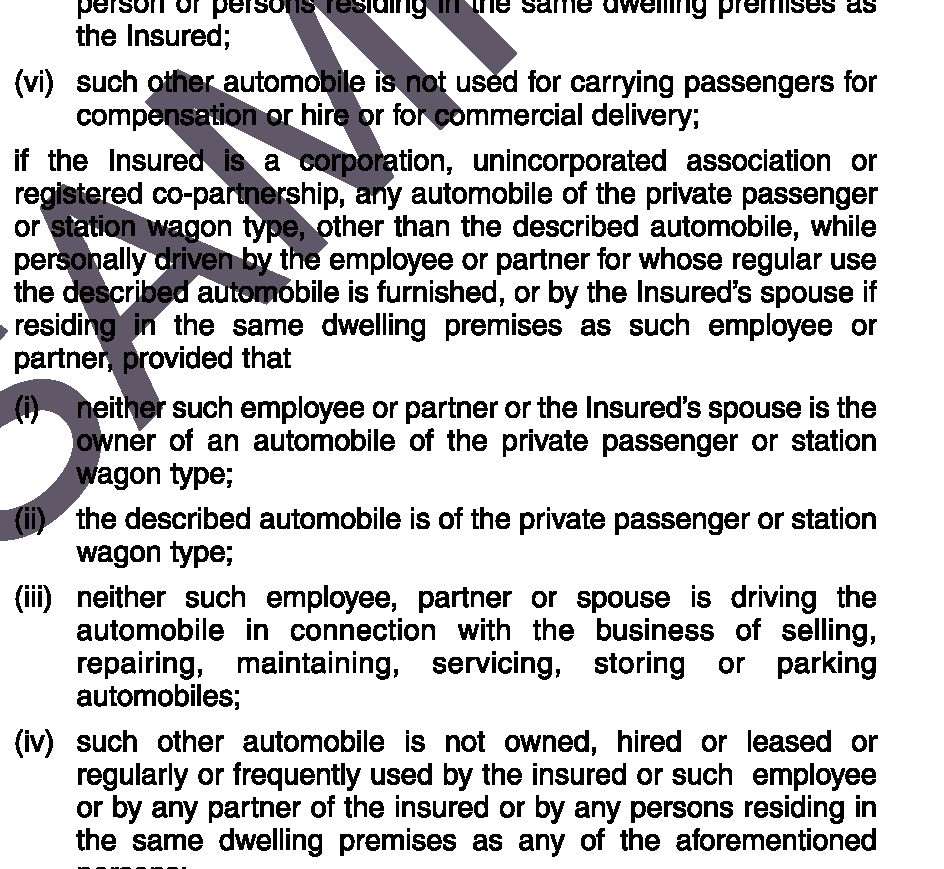 person or persons residing in the same dwelling premises as
the Insured;
(vi) such other automobile is not used for carrying passengers for
compensation or hire or for commercial delivery;
if the Insured is a corporation, unincorporated association or
registered co-partnership, any automobile of the private passenger
or station wagon type, other than the described automobile, while
personally driven by the employee or partner for whose regular use
the described automobile is furnished, or by the Insured's spouse if
residing in the same dwelling premises as such employee or
partner, provided that
(i) neither such employee or partner or the Insured's spouse is the
owner of an automobile of the private passenger or station
wagon type;
(ii) the described automobile is of the private passenger or station
wagon type;
(iii) neither such employee, partner or spouse is driving the
automobile in connection with the business of selling,
repairing, maintaining, servicing, storing or parking
automobiles;
(iv) such other automobile is not owned, hired or leased or
regularly or frequently used by the insured or such employee
or by any partner of the insured or by any persons residing in
the same dwelling premises as any of the aforementioned